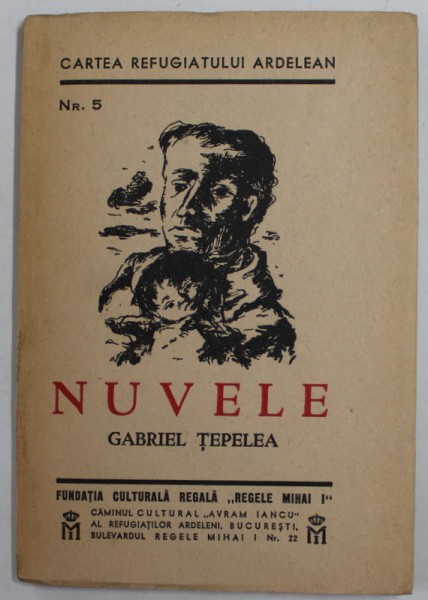 CARTEA REFUGIATULUI ARDELEAN
NR. 5
NUVELE
GABRIEL ȚEPELEA
FUNDAȚIA CULTURALĂ REGALĂ „REGELE MIHAI I"
CĂMINUL CULTURAL „AVRAM IANCU"
AL REFUGIAȚILOR ARDELENI, BUCUREȘTI,
BULEVARDUL REGELE MIHAI I Nr. 22